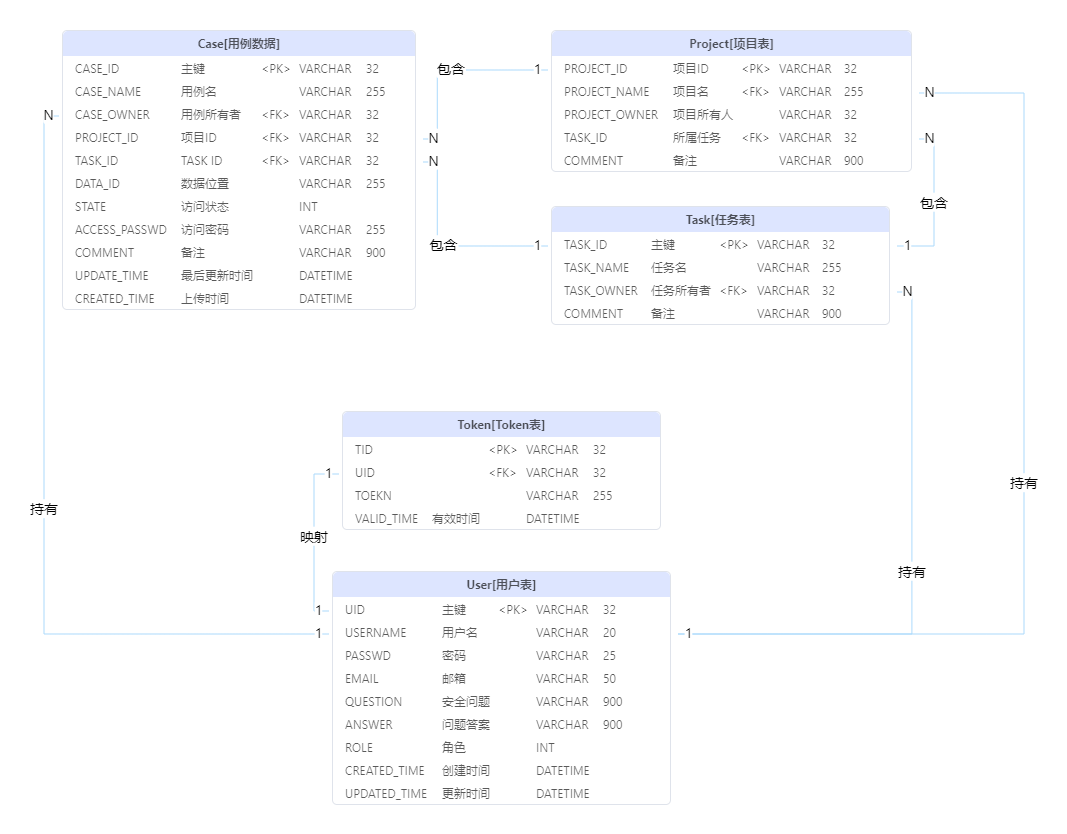 Case[用例数据]
CASE_ID 主键 <PK> VARCHAR 32
CASE_NAME 用例名 VARCHAR 255
CASE_OWNER 用例所有者 <FK> VARCHAR 32
PROJECT_ID 项目ID <FK> VARCHAR 32
TASK_ID TASK ID <FK> VARCHAR 32
DATA_ID 数据位置 VARCHAR 255
STATE 访问状态 INT
ACCESS_PASSWD 访问密码 VARCHAR 255
COMMENT 备注 VARCHAR 900
UPDATE_TIME 最后更新时间 DATETIME
CREATED_TIME 上传时间 DATETIME
Project[项目表]
PROJECT_ID 项目ID <PK> VARCHAR 32
PROJECT_NAME 项目名 <FK> VARCHAR 255
PROJECT_OWNER 项目所有人 VARCHAR 32
TASK_ID 所属任务 <FK> VARCHAR 32
COMMENT 备注 VARCHAR 900
Task[任务表]
TASK_ID 主键 <PK> VARCHAR 32
TASK_NAME 任务名 VARCHAR 255
TASK_OWNER 任务所有者 <FK> VARCHAR 32
COMMENT 备注 VARCHAR 900
包含
1
N
N
包含
1
N
N
N
包含
1
N
Token[Token表]
TID <PK> VARCHAR 32
UID <FK> VARCHAR 32
TOEKN VARCHAR 255
VALID_TIME 有效时间 DATETIME
1
持有
持有
映射
持有
User[用户表]
UID 主键 <PK> VARCHAR 32
USERNAME 用户名 VARCHAR 20
PASSWD 密码 VARCHAR 25
EMAIL 邮箱 VARCHAR 50
QUESTION 安全问题 VARCHAR 900
ANSWER 问题答案 VARCHAR 900
ROLE 角色 INT
CREATED_TIME 创建时间 DATETIME
UPDATED_TIME 更新时间 DATETIME
1
1
1